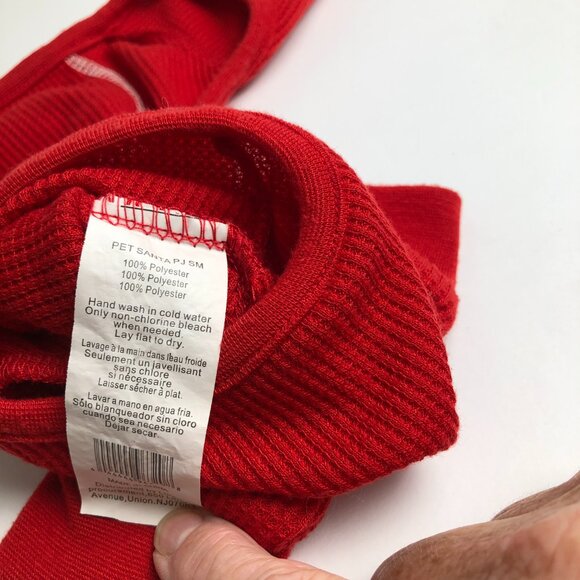 PET SANTA PJ SM
100% Polyester
100% Polyester
100% Polyester
Hand wash in cold water
Only non-chlorine bleach
when needed.
Lay flat to dry.
Lavage à la main dans l'eau froide
Seulement un javellisant
sans chlore
si nécessaire
Laisser sécher à plat.
Lavar a mano en agua fria.
Sólo blanqueador sin cloro
cuando sea necesario
Dejar secar.
Avenue,Union.NJ070